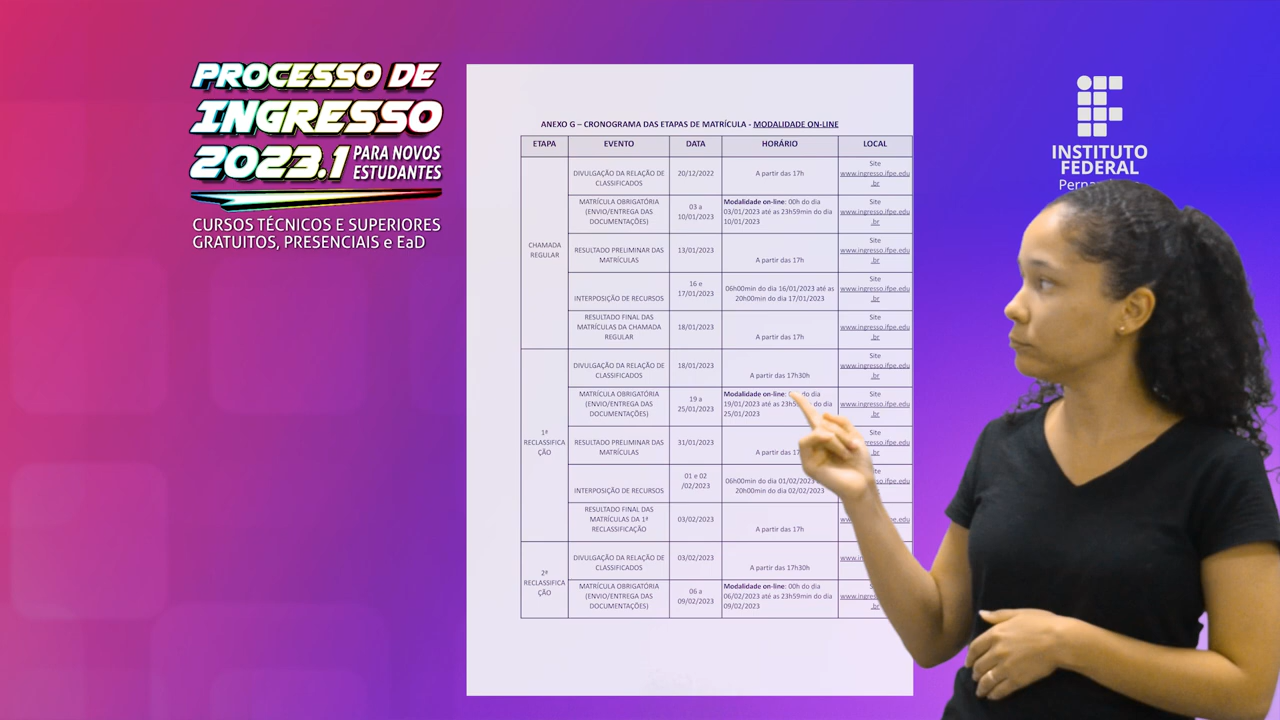 PROCESSO DE
INGRESSO
2023.1 PARA NOVOS
ESTUDANTES
CURSOS TÉCNICOS E SUPERIORES
GRATUITOS, PRESENCIAIS e EaD
INSTITUTO
FEDERAL
ANEXO G – CRONOGRAMA DAS ETAPAS DE MATRÍCULA - MODALIDADE ON-LINE
ETAPA EVENTO DATA HORÁRIO LOCAL
CHAMADA
REGULAR
DIVULGAÇÃO DA RELAÇÃO DE
CLASSIFICADOS
20/12/2022
A partir das 17h
Site
www.ingresso.ifpe.edu
.br
MATRÍCULA OBRIGATÓRIA
(ENVIO/ENTREGA DAS
DOCUMENTAÇÕES)
03 a
10/01/2023
Modalidade on-line: 00h do dia
03/01/2023 até as 23h59min do dia
10/01/2023
Site
www.ingresso.ifpe.edu
.br
RESULTADO PRELIMINAR DAS
MATRÍCULAS
13/01/2023
A partir das 17h
Site
www.ingresso.ifpe.edu
.br
INTERPOSIÇÃO DE RECURSOS
16 e
17/01/2023
06h00min do dia 16/01/2023 até as
20h00min do dia 17/01/2023
Site
www.ingresso.ifpe.edu
.br
RESULTADO FINAL DAS
MATRÍCULAS DA CHAMADA
REGULAR
18/01/2023
A partir das 17h
Site
www.ingresso.ifpe.edu
.br
1ª
RECLASSIFICA
ÇÃO
DIVULGAÇÃO DA RELAÇÃO DE
CLASSIFICADOS
18/01/2023
A partir das 17h30h
Site
www.ingresso.ifpe.edu
.br
MATRÍCULA OBRIGATÓRIA
(ENVIO/ENTREGA DAS
DOCUMENTAÇÕES)
19 a
25/01/2023
Modalidade on-line: do dia
19/01/2023 até as do dia
25/01/2023
Site
www.ingresso.ifpe.edu
.br
RESULTADO PRELIMINAR DAS
MATRÍCULAS
31/01/2023
A partir das
Site
.br
INTERPOSIÇÃO DE RECURSOS
01 e 02
/02/2023
06h00min do dia 01/02/2023
20h00min do dia 02/02/2023
RESULTADO FINAL DAS
MATRÍCULAS DA 1ª
RECLASSIFICAÇÃO
03/02/2023
A partir das 17h
2ª
RECLASSIFICA
ÇÃO
DIVULGAÇÃO DA RELAÇÃO DE
CLASSIFICADOS
03/02/2023
A partir das 17h30h
MATRÍCULA OBRIGATÓRIA
(ENVIO/ENTREGA DAS
DOCUMENTAÇÕES)
06 a
09/02/2023
Modalidade on-line: 00h do dia
06/02/2023 até as 23h59min do dia
09/02/2023
.br